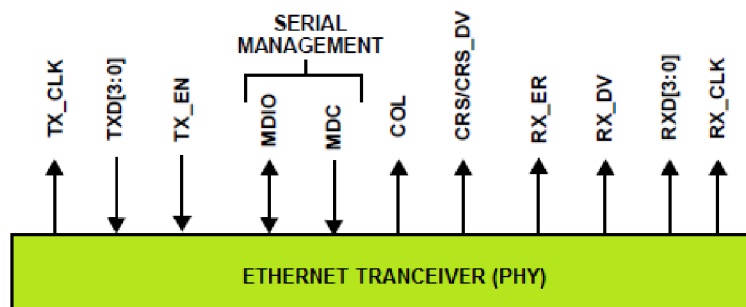 SERIAL
MANAGEMENT
TX_CLK
TXD[3:0]
TX_EN
MDIO
MDC
COL
CRS/CRS_DV
RX_ER
RX_DV
RXD[3:0]
RX_CLK
ETHERNET TRANCEIVER (PHY)